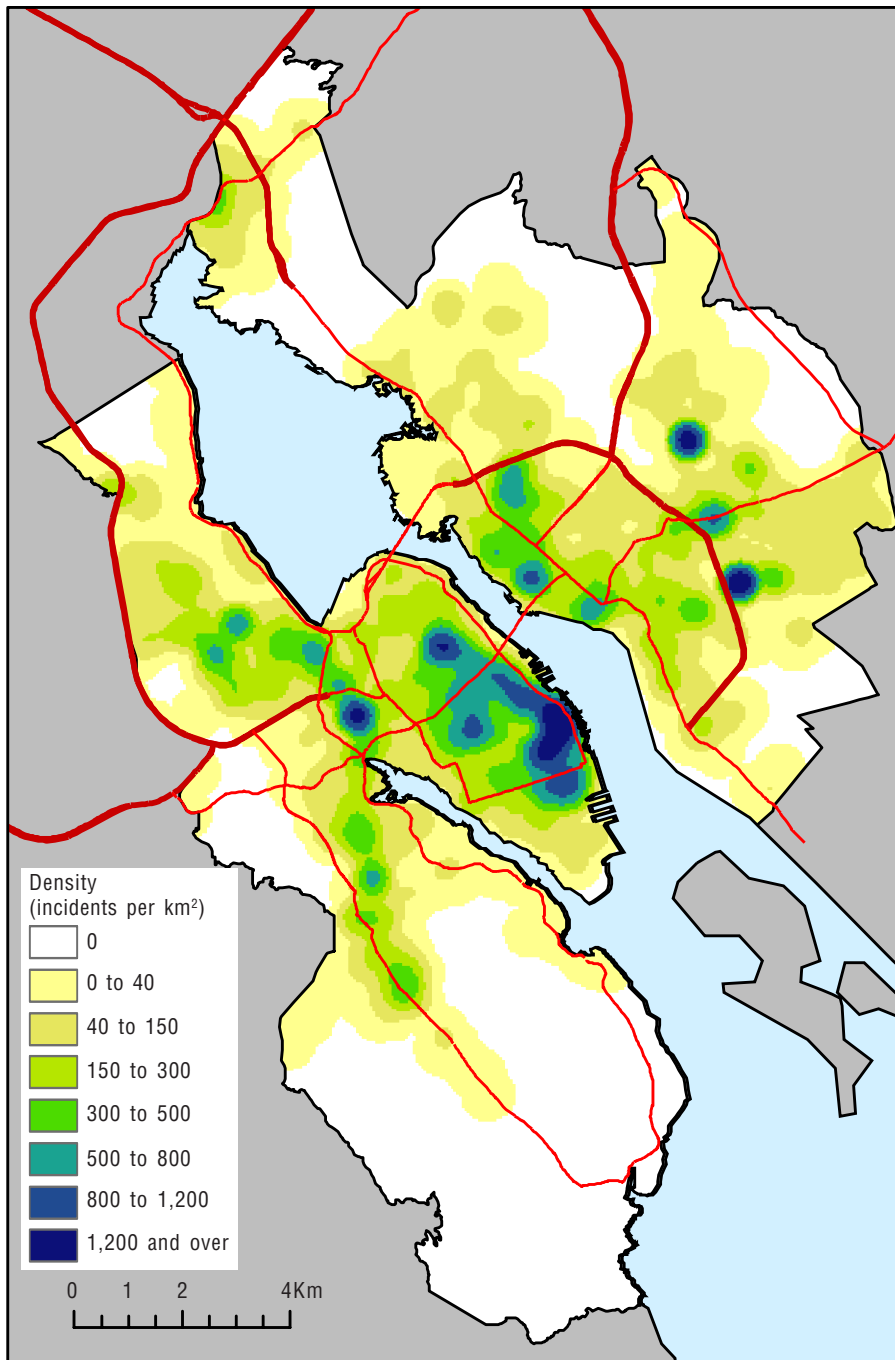 Density
(incidents per km²)
0
0 to 40
40 to 150
150 to 300
300 to 500
500 to 800
800 to 1,200
1,200 and over
0 1 2 4Km